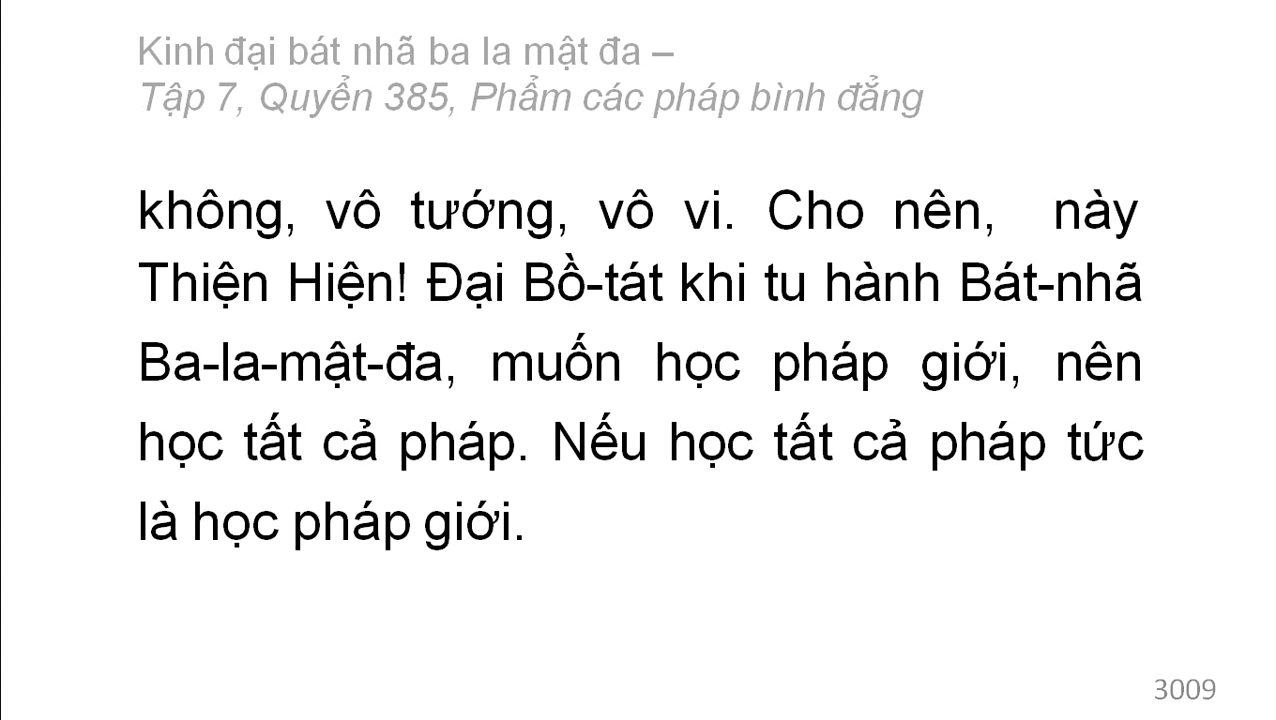 Kinh đại bát nhã ba la mật đa –
Tập 7, Quyển 385, Phẩm các pháp bình đẳng
không, vô tướng, vô vi. Cho nên, này
Thiện Hiện! Đại Bồ-tát khi tu hành Bát-nhã
Ba-la-mật-đa, muốn học pháp giới, nên
học tất cả pháp. Nếu học tất cả pháp tức
là học pháp giới.
3009